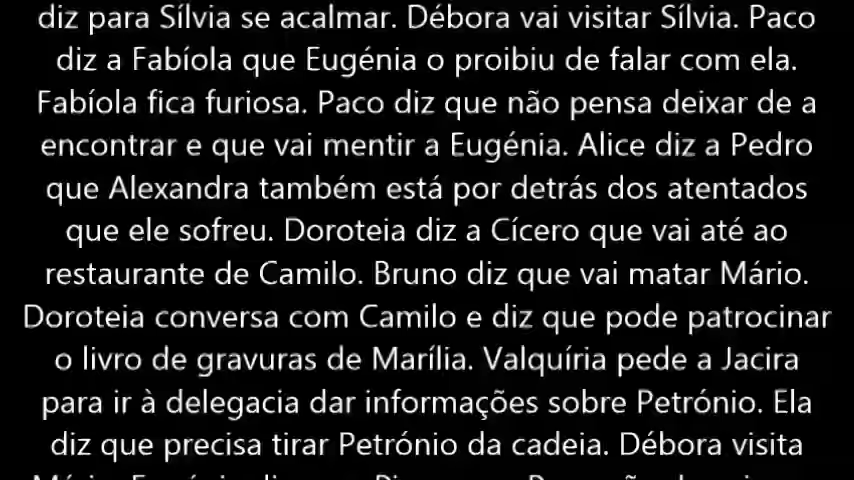 diz para Sílvia se acalmar. Débora vai visitar Sílvia. Paco
diz a Fabíola que Eugénia o proibiu de falar com ela.
Fabíola fica furiosa. Paco diz que não pensa deixar de a
encontrar e que vai mentir a Eugénia. Alice diz a Pedro
que Alexandra também está por detrás dos atentados
que ele sofreu. Doroteia diz a Cícero que vai até ao
restaurante de Camilo. Bruno diz que vai matar Mário.
Doroteia conversa com Camilo e diz que pode patrocinar
o livro de gravuras de Marília. Valquíria pede a Jacira
para ir à delegacia dar informações sobre Petrónio. Ela
diz que precisa tirar Petrónio da cadeia. Débora visita